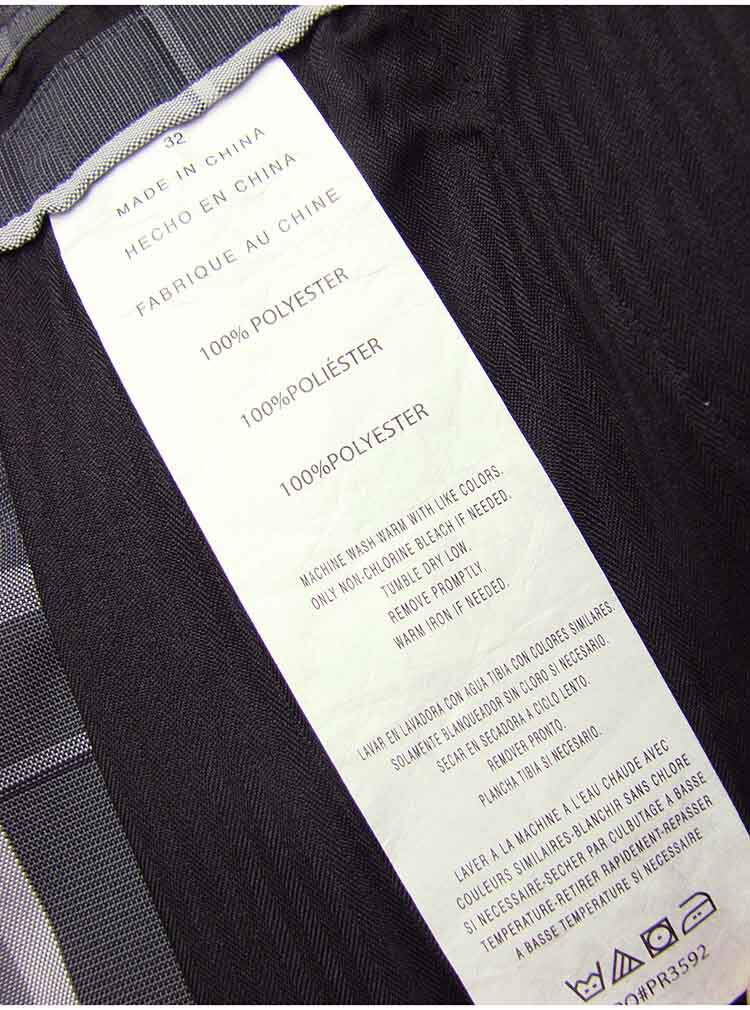 32
MADE IN CHINA
HECHO EN CHINA
FABRIQUE AU CHINE
100% POLYESTER
100%POLIÉSTER
100%POLYESTER
MACHINE WASH WARM WITH LIKE COLORS.
ONLY NON-CHLORINE BLEACH IF NEEDED.
TUMBLE DRY LOW.
REMOVE PROMPTLY.
WARM IRON IF NEEDED.
LAVAR EN LAVADORA CON AGUA TIBIA CON COLORES SIMILARES.
SOLAMENTE BLANQUEADOR SIN CLORO SI NECESARIO.
SECAR EN SECADORA A CICLO LENTO.
REMOVER PRONTO.
PLANCHA TIBIA SI NECESARIO.
LAVER A LA MACHINE A L'EAU CHAUDE AVEC
COULEURS SIMILAIRES-BLANCHIR SANS CHLORE
SI NECESSAIRE-SECHER PAR CULBUTAGE A BASSE
TEMPERATURE-RETIRER RAPIDEMENT-REPASSER
A BASSE TEMPERATURE SI NECESSAIRE
PO#PR3592